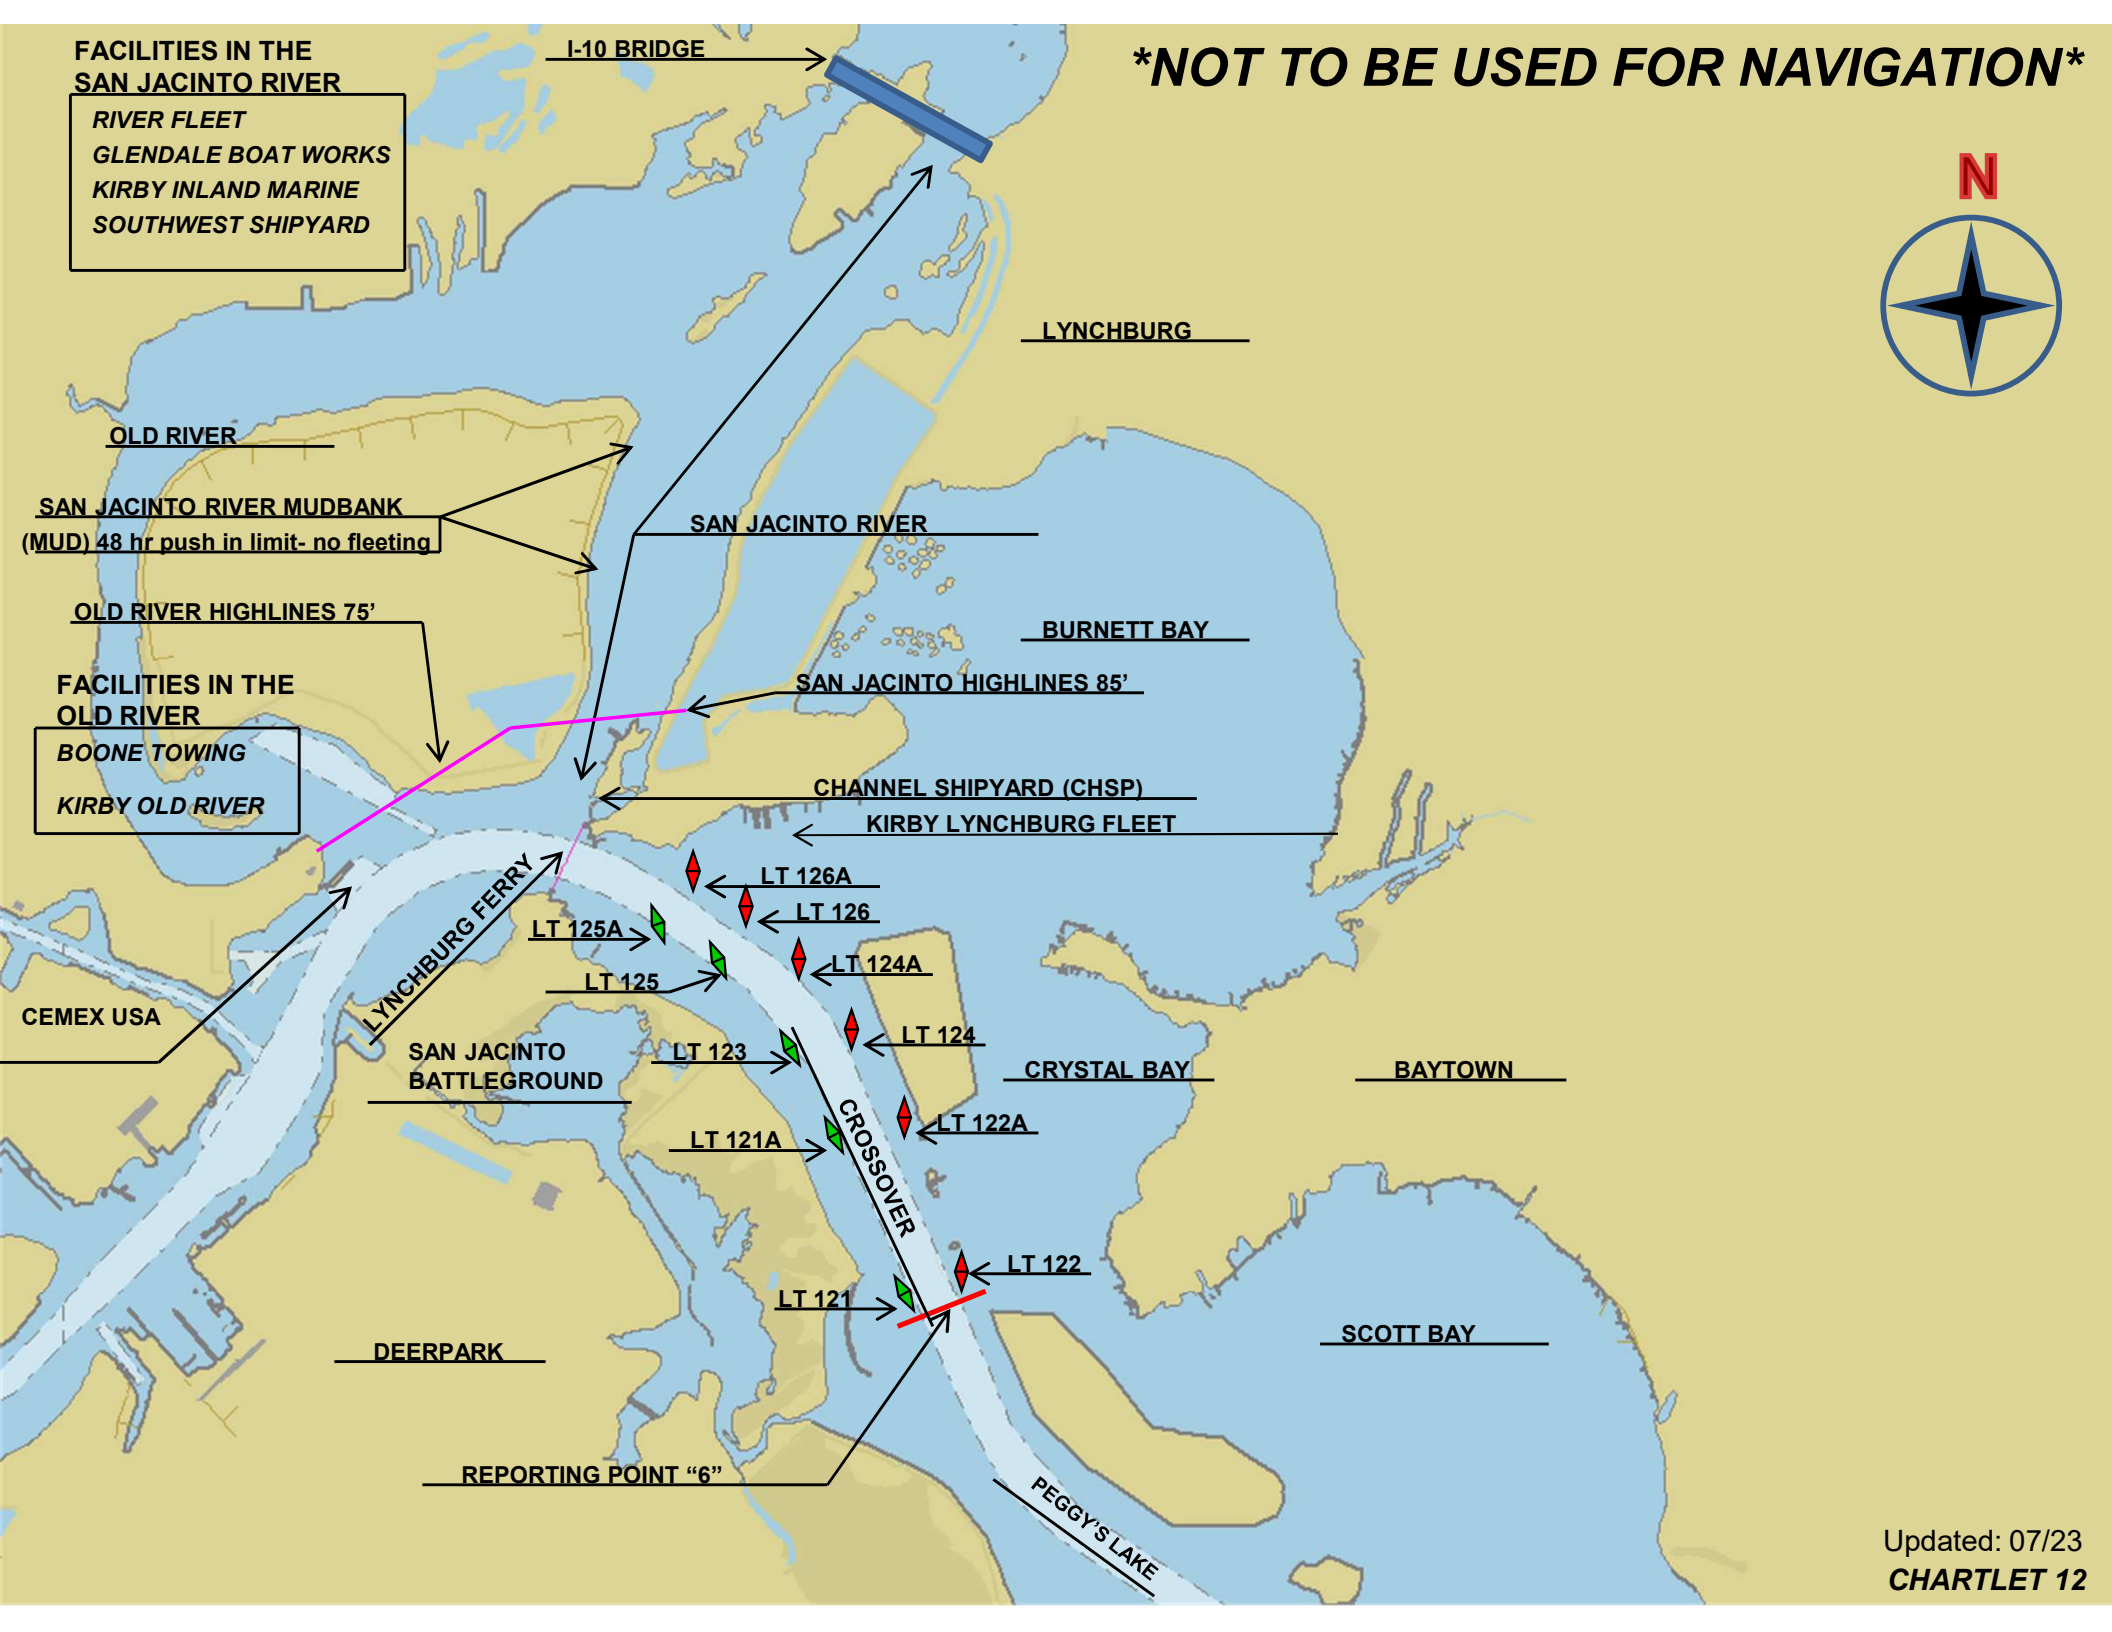 FACILITIES IN THE
SAN JACINTO RIVER
RIVER FLEET
GLENDALE BOAT WORKS
KIRBY INLAND MARINE
SOUTHWEST SHIPYARD
I-10 BRIDGE
*NOT TO BE USED FOR NAVIGATION*
N
LYNCHBURG
OLD RIVER
SAN JACINTO RIVER MUDBANK
(MUD) 48 hr push in limit- no fleeting
SAN JACINTO RIVER
OLD RIVER HIGHLINES 75’
BURNETT BAY
FACILITIES IN THE
OLD RIVER
BOONE TOWING
KIRBY OLD RIVER
SAN JACINTO HIGHLINES 85’
CHANNEL SHIPYARD (CHSP)
KIRBY LYNCHBURG FLEET
LT 126A
LT 126
LT 125A
LYNCHBURG FERRY
LT 124A
LT 125
CEMEX USA
LT 124
SAN JACINTO
BATTLEGROUND
LT 123
CRYSTAL BAY
BAYTOWN
LT 122A
LT 121A
CROSSOVER
LT 122
LT 121
SCOTT BAY
DEERPARK
REPORTING POINT “6”
PEGGY’S LAKE
Updated: 07/23
CHARTLET 12